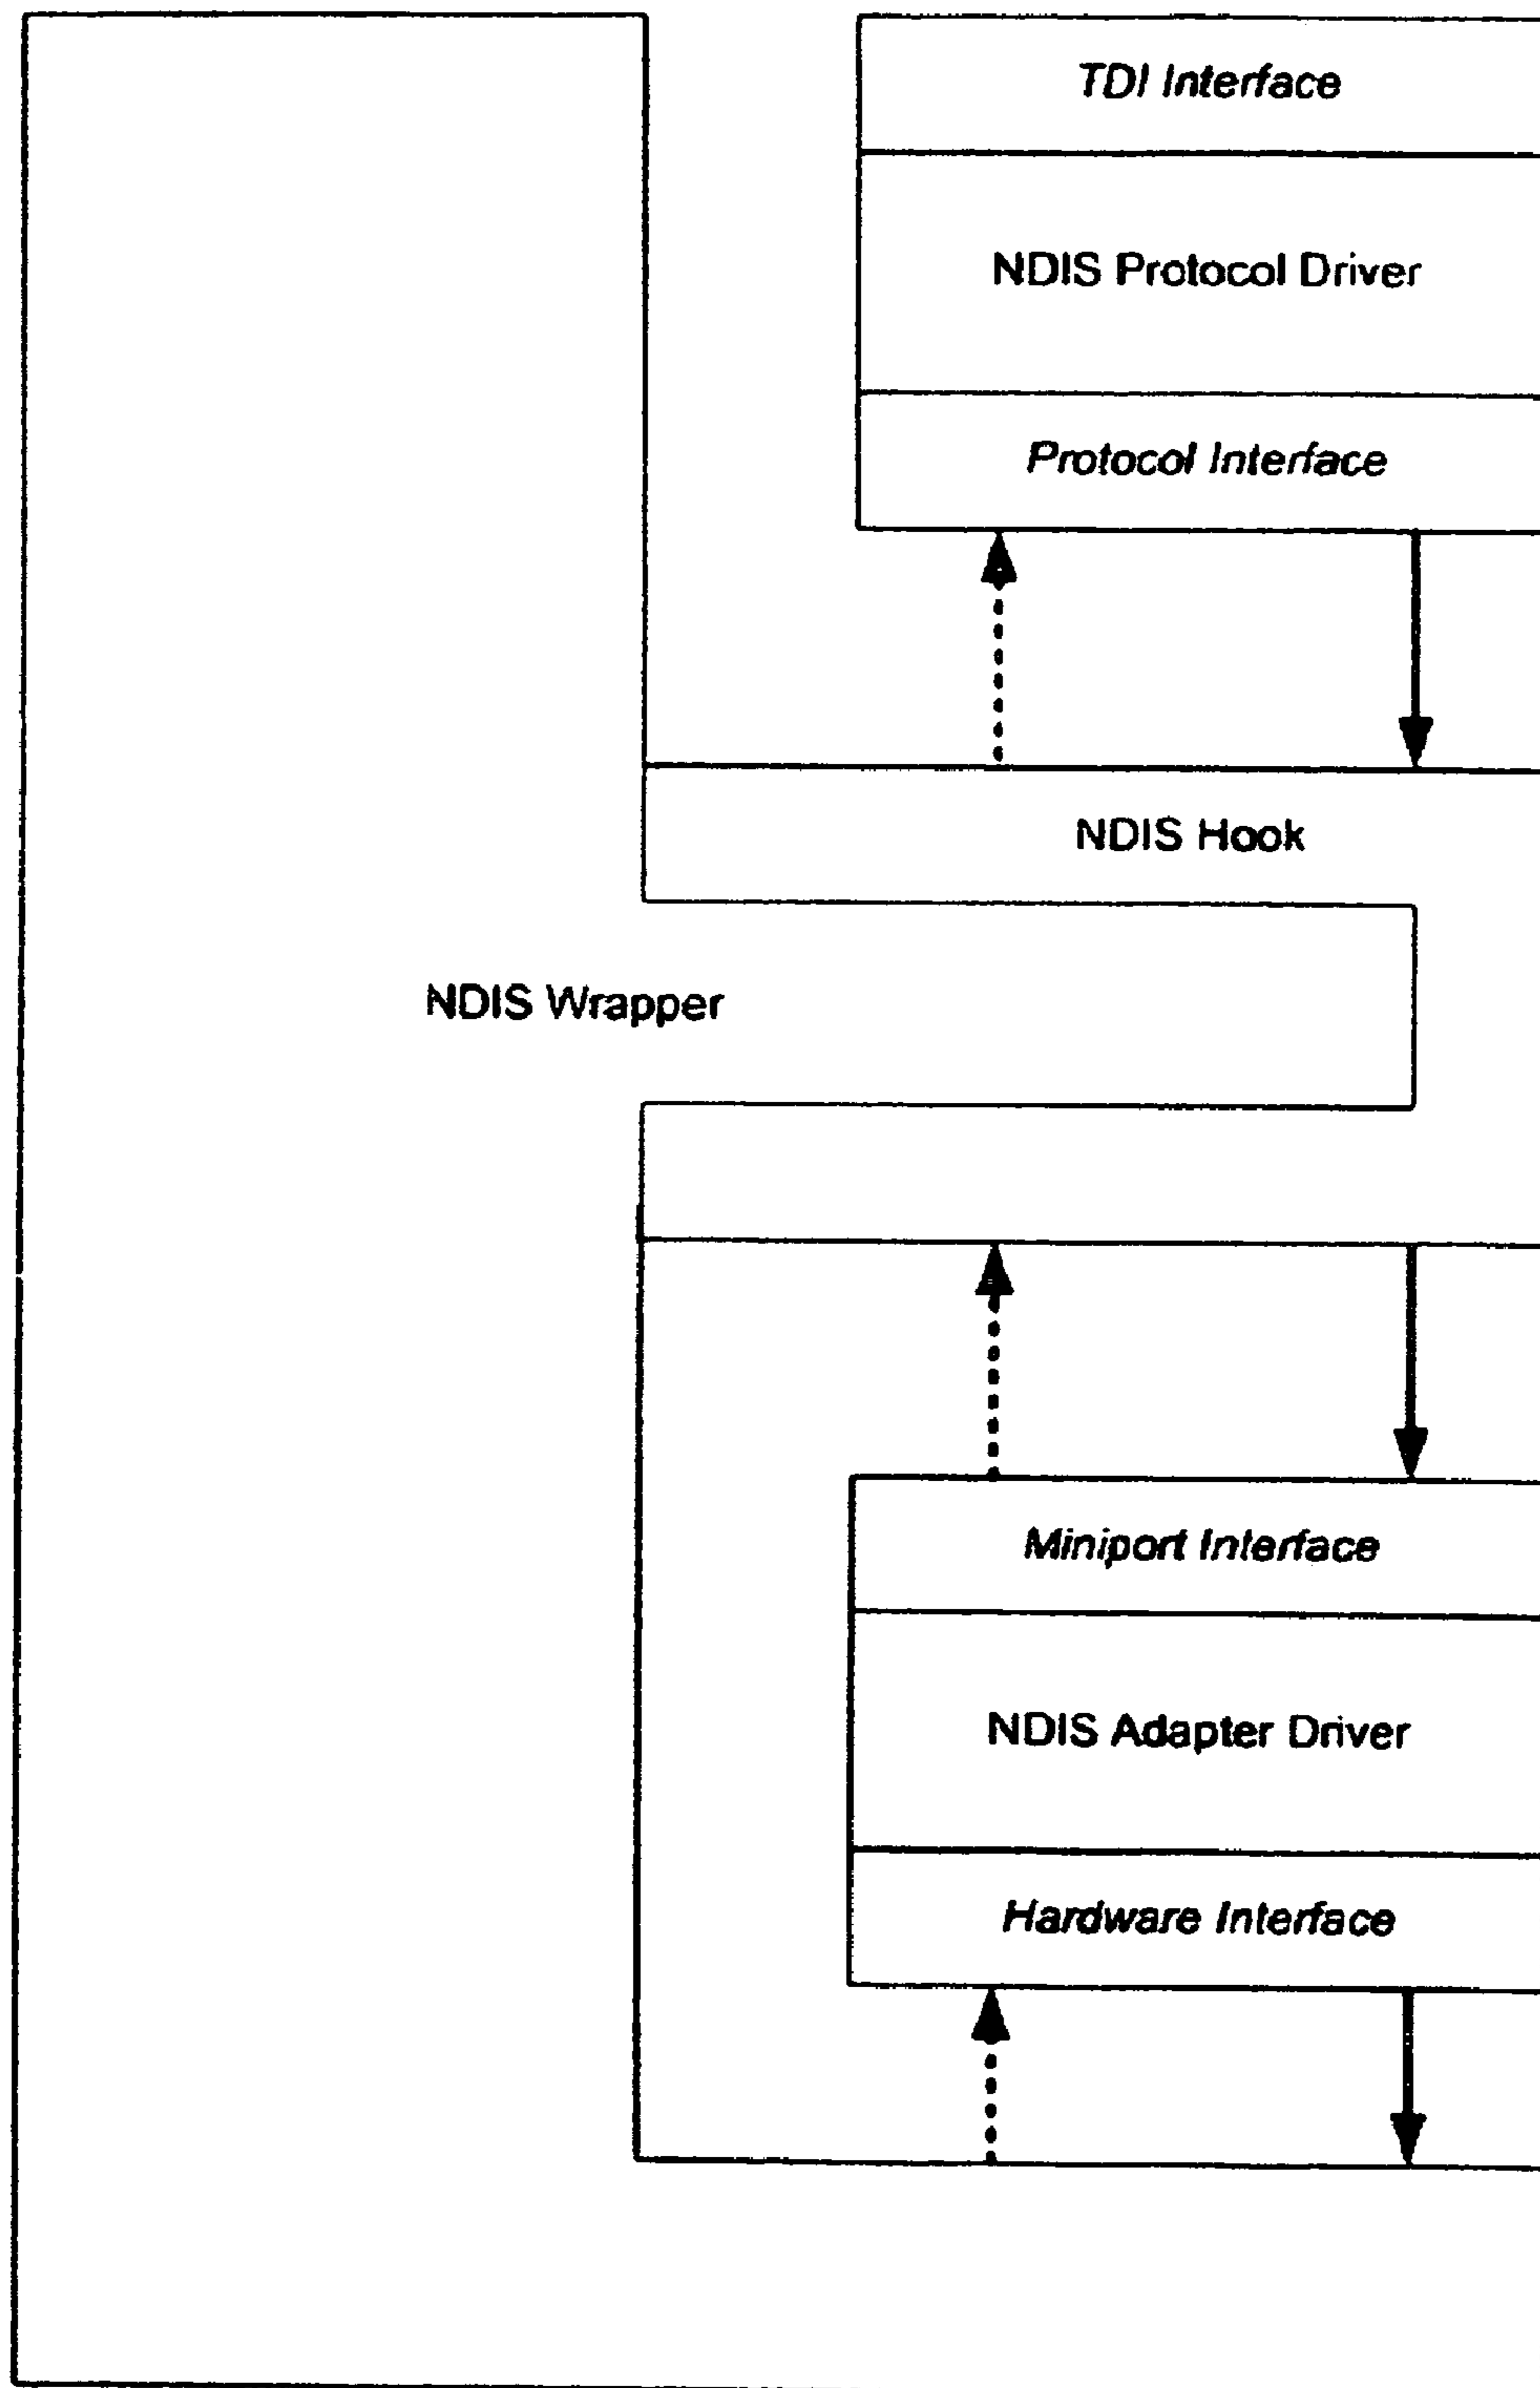 TDI Interface
NDIS Protocol Driver
Protocol Interface
NDIS Hook
NDIS Wrapper
Miniport Interface
NDIS Adapter Driver
Hardware Interface